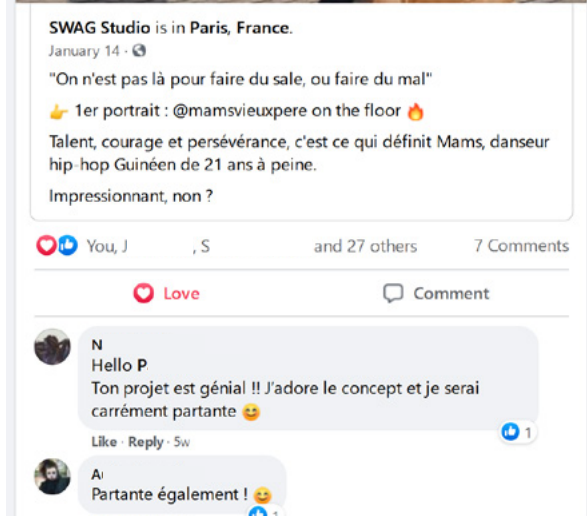 SWAG Studio is in Paris, France.
January 14 ·
"On n'est pas là pour faire du sale, ou faire du mal"
👉 1er portrait : @mamsvieuxpere on the floor 🔥
Talent, courage et persévérance, c'est ce qui définit Mams, danseur
hip-hop Guinéen de 21 ans à peine.
Impressionnant, non ?
You, J , S and 27 others 7 Comments
Love Comment
N
Hello P
Ton projet est génial !! J'adore le concept et je serai
carrément partante 😊
Like · Reply · 5w
1
A
Partante également ! 😊
1